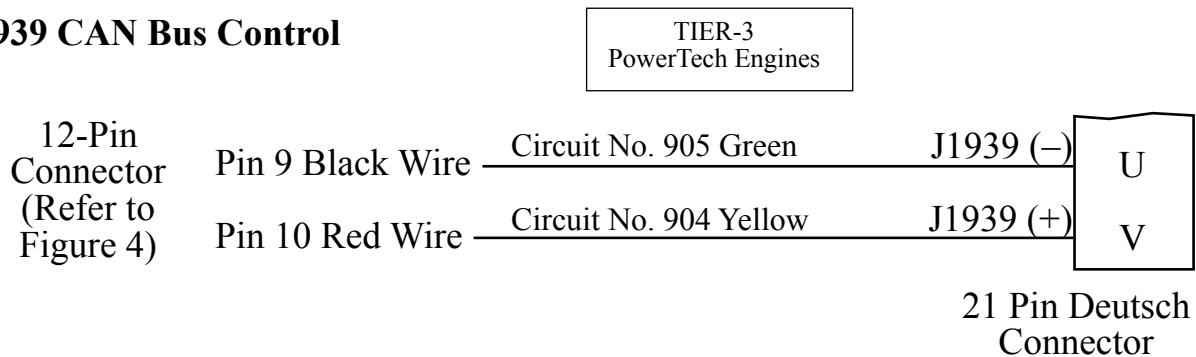 939 CAN Bus Control
TIER-3
PowerTech Engines
12-Pin
Connector
(Refer to
Figure 4)
Pin 9 Black Wire Circuit No. 905 Green J1939 (–) U
Pin 10 Red Wire Circuit No. 904 Yellow J1939 (+) V
21 Pin Deutsch
Connector